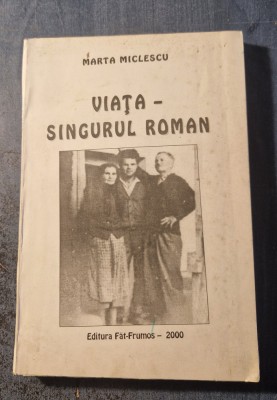 MARTA MICLESCU
VIAȚA –
SINGURUL ROMAN
Editura Făt-Frumos – 2000